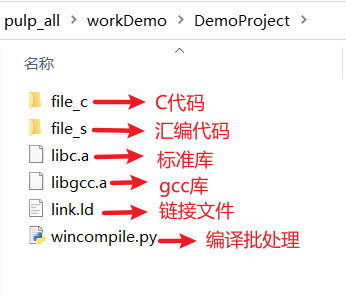 pulp_all > workDemo > DemoProject >
名称
file_c C代码
file_s 汇编代码
libc.a 标准库
libgcc.a gcc库
link.ld 链接文件
wincompile.py 编译批处理